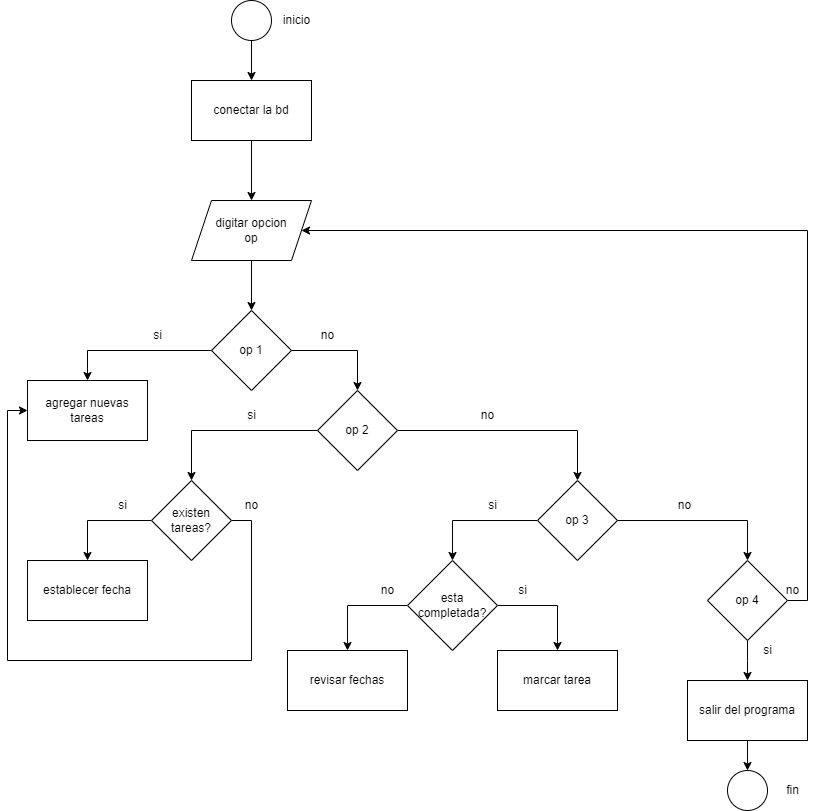 inicio
conectar la bd
digitar opcion
op
si
op 1
no
agregar nuevas
tareas
si
op 2
no
si
existen
tareas?
no
si
op 3
no
establecer fecha
no
esta
completada?
si
op 4
no
si
revisar fechas
marcar tarea
salir del programa
fin